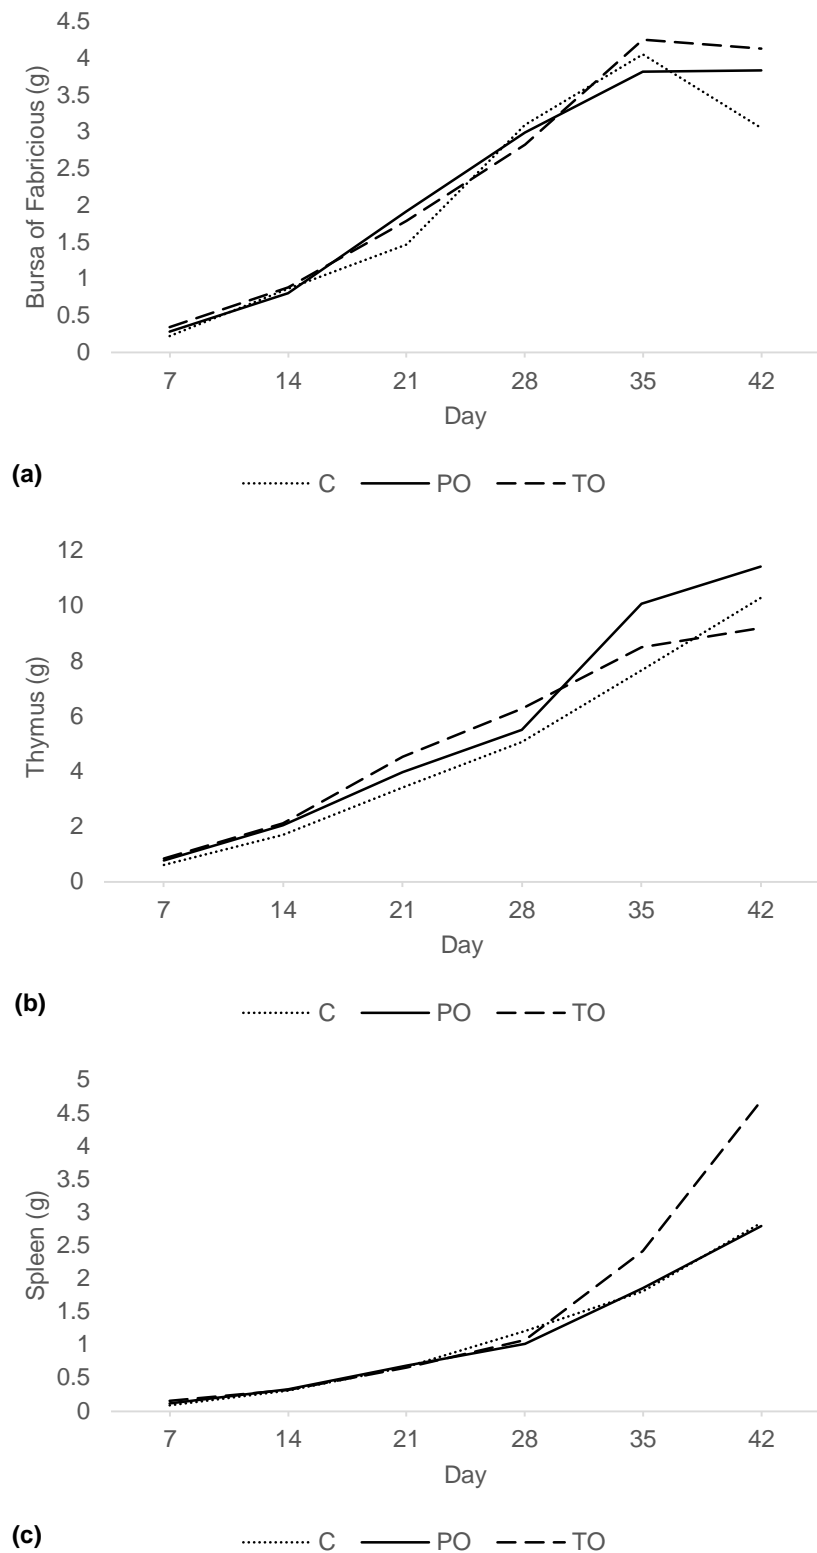 4.5
4
3.5
3
2.5
2
1.5
1
0.5
0
Bursa of Fabricious (g)
7 14 21 28 35 42
Day
(a)
C PO TO
12
10
8
6
4
2
0
Thymus (g)
7 14 21 28 35 42
Day
(b)
C PO TO
5
4.5
4
3.5
3
2.5
2
1.5
1
0.5
0
Spleen (g)
7 14 21 28 35 42
Day
(c)
C PO TO